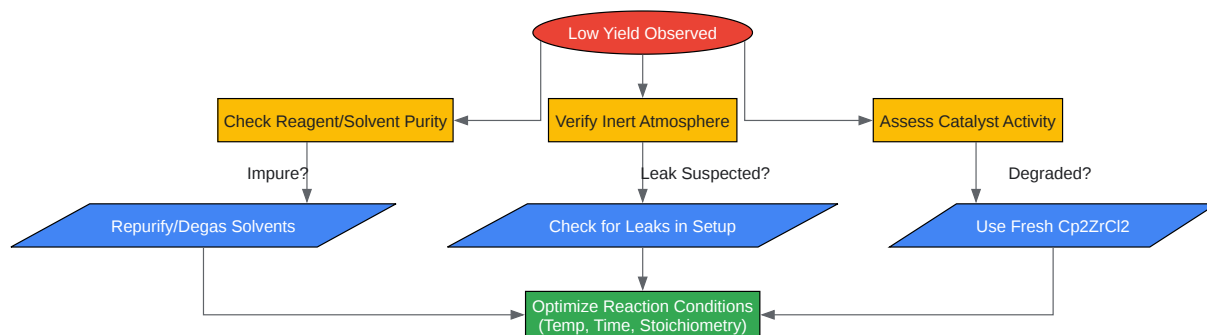 Low Yield Observed
Check Reagent/Solvent Purity
Verify Inert Atmosphere
Assess Catalyst Activity
Impure?
Leak Suspected?
Degraded?
Repurify/Degas Solvents
Check for Leaks in Setup
Use Fresh Cp2ZrCl2
Optimize Reaction Conditions
(Temp, Time, Stoichiometry)